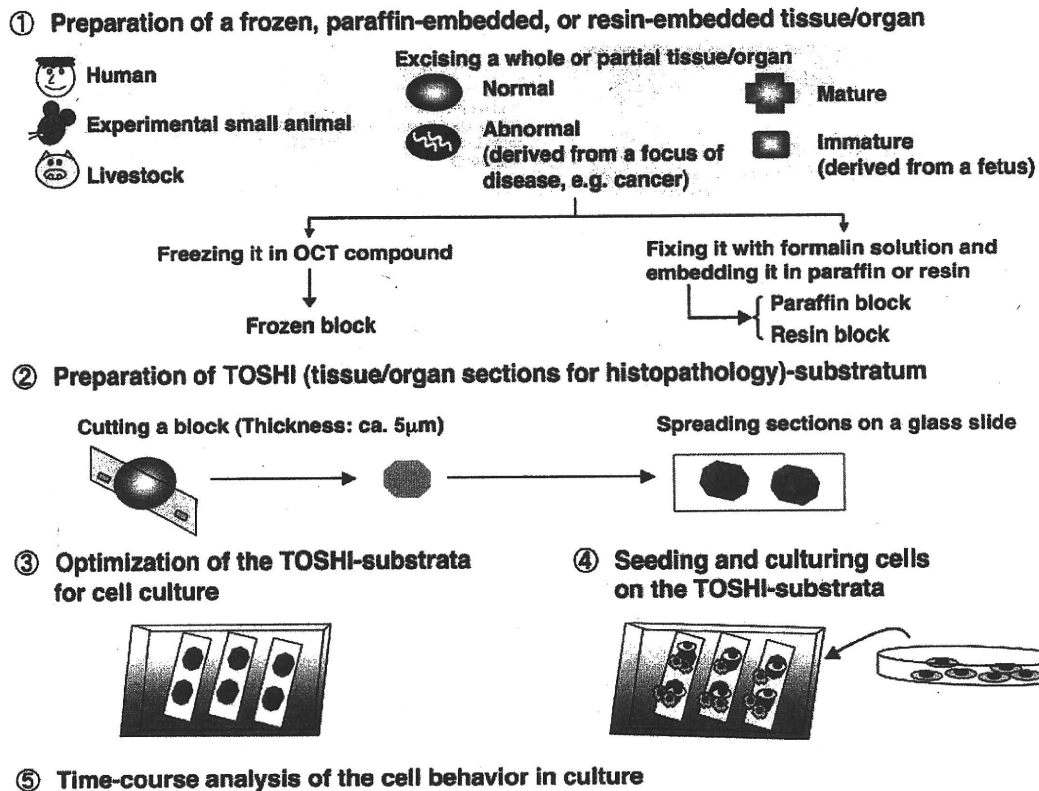 ① Preparation of a frozen, paraffin-embedded, or resin-embedded tissue/organ
Excising a whole or partial tissue/organ
Human
Experimental small animal
Livestock
Normal
Abnormal
(derived from a focus of
disease, e.g. cancer)
Mature
Immature
(derived from a fetus)
Freezing it in OCT compound
Frozen block
Fixing it with formalin solution and
embedding it in paraffin or resin
Paraffin block
Resin block
② Preparation of TOSHI (tissue/organ sections for histopathology)-substratum
Cutting a block (Thickness: ca. 5μm)
Spreading sections on a glass slide
③ Optimization of the TOSHI-substrata
for cell culture
④ Seeding and culturing cells
on the TOSHI-substrata
⑤ Time-course analysis of the cell behavior in culture